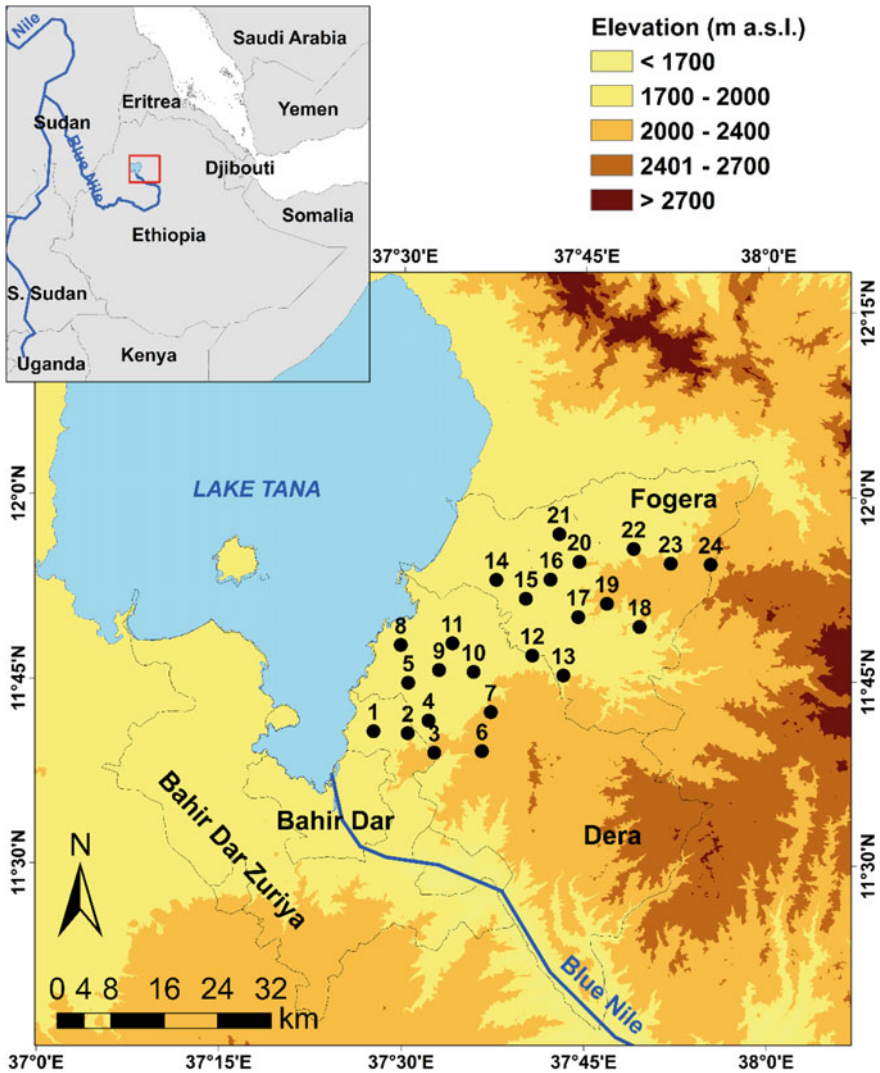 Nile
Saudi Arabia
Eritrea
Yemen
Sudan
Blue Nile
Djibouti
Somalia
Ethiopia
S. Sudan
Uganda
Kenya
Elevation (m a.s.l.)
< 1700
1700 - 2000
2000 - 2400
2401 - 2700
> 2700
37°30'E
37°45'E
38°0'E
12°15'N
12°15'N
12°0'N
12°0'N
LAKE TANA
Fogera
21
22
20
23
24
14
16
15
19
17
18
8
11
12
9
10
13
5
11°45'N
11°45'N
7
4
1
2
3
6
Bahir Dar
Bahir Dar Zuriya
Dera
11°30'N
11°30'N
N
Blue Nile
0 4 8 16 24 32
km
37°0'E
37°15'E
37°30'E
37°45'E
38°0'E